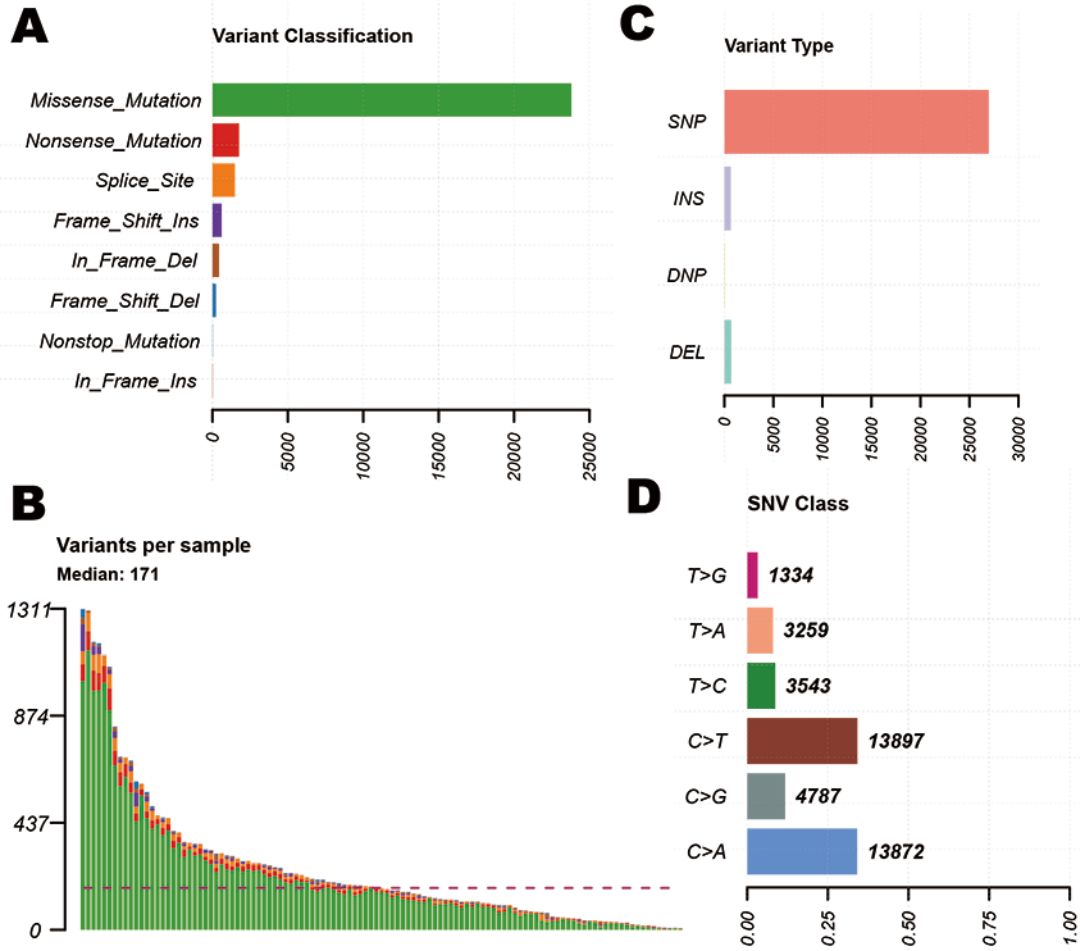 A
Variant Classification
Missense_Mutation
Nonsense_Mutation
Splice_Site
Frame_Shift_Ins
In_Frame_Del
Frame_Shift_Del
Nonstop_Mutation
In_Frame_Ins
0
5000
10000
15000
20000
25000
C
Variant Type
SNP
INS
DNP
DEL
0
5000
10000
15000
20000
25000
30000
B
Variants per sample
Median: 171
1311
874
437
0
D
SNV Class
T>G 1334
T>A 3259
T>C 3543
C>T 13897
C>G 4787
C>A 13872
0.00
0.25
0.50
0.75
1.00